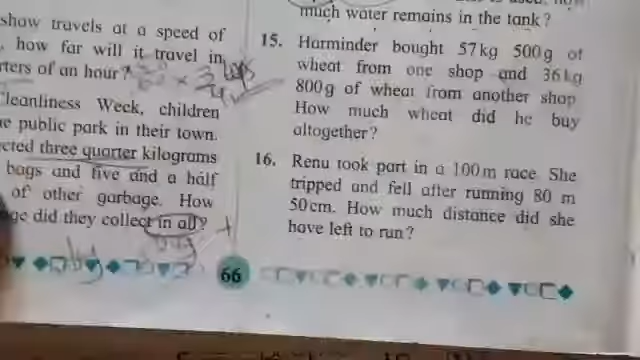 show travels at a speed of
how far will it travel in
rters of an hour?
leanliness Week, children
e public park in their town.
cted three quarter kilograms
bags and five and a half
of other garbage. How
ge did they collect in all?
much water remains in the tank?
15. Harminder bought 57 kg 500 g of
wheat from one shop and 36 kg
800 g of wheat from another shop
How much wheat did he buy
altogether?
16. Renu took part in a 100 m race She
tripped and fell after running 80 m
50 cm. How much distance did she
have left to run?
66